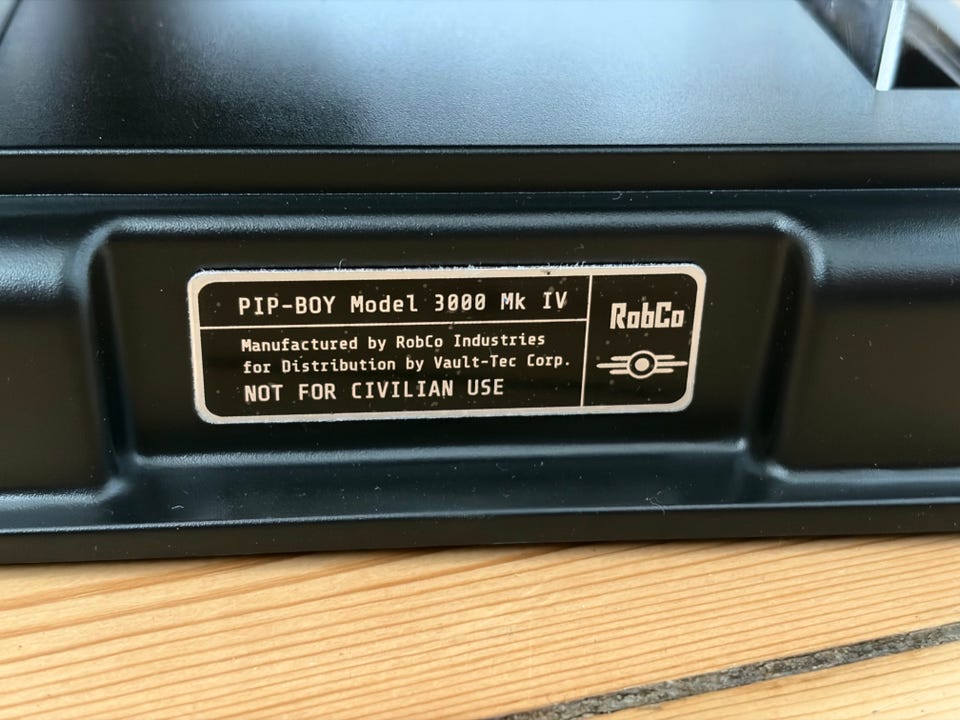 PIP-BOY Model 3000 Mk IV
Manufactured by RobCo Industries
for Distribution by Vault-Tec Corp.
NOT FOR CIVILIAN USE
RobCo